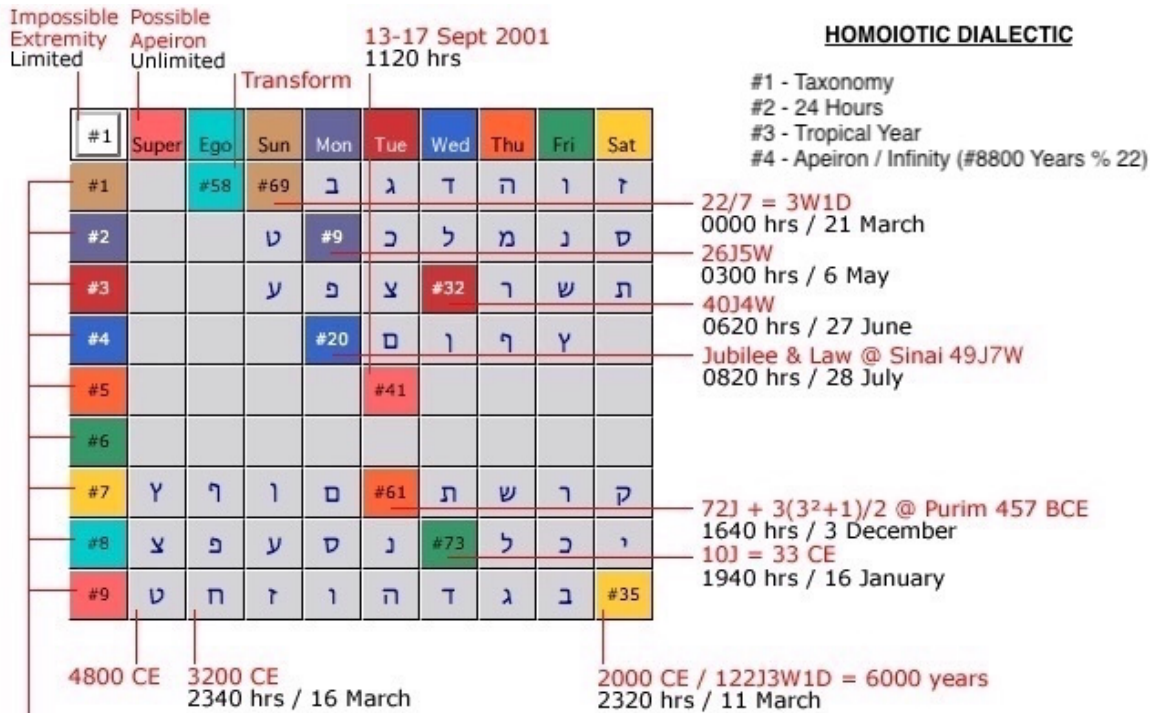 Impossible Extremity
Limited
Possible Apeiron
Unlimited
Transform
13-17 Sept 2001
1120 hrs
HOMOIOTIC DIALECTIC
#1 - Taxonomy
#2 - 24 Hours
#3 - Tropical Year
#4 - Apeiron / Infinity (#8800 Years % 22)
#1 Super Ego Sun Mon Tue Wed Thu Fri Sat
#1 #58 #69 ב ג ד ה ו ז
#2 ט #9 כ ל מ נ ס
#3 ע פ צ #32 ר ש ת
#4 #20 ם ן ף ץ
#5 #41
#6
#7 ץ ף ן ם #61 ת ש ר ק
#8 צ פ ע ס נ #73 ל כ י
#9 ט ח ז ו ה ד ג ב #35
22/7 = 3W1D
0000 hrs / 21 March
26J5W
0300 hrs / 6 May
40J4W
0620 hrs / 27 June
Jubilee & Law @ Sinai 49J7W
0820 hrs / 28 July
72J + 3(3²+1)/2 @ Purim 457 BCE
1640 hrs / 3 December
10J = 33 CE
1940 hrs / 16 January
4800 CE
3200 CE
2340 hrs / 16 March
2000 CE / 122J3W1D = 6000 years
2320 hrs / 11 March